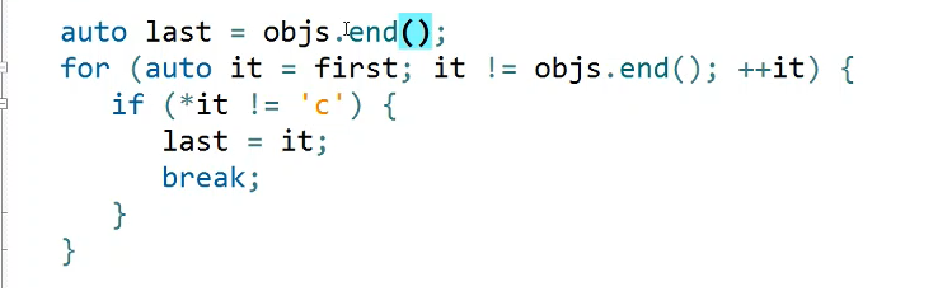 auto last = objs.end();
for (auto it = first; it != objs.end(); ++it) {
if (*it != 'c') {
last = it;
break;
}
}